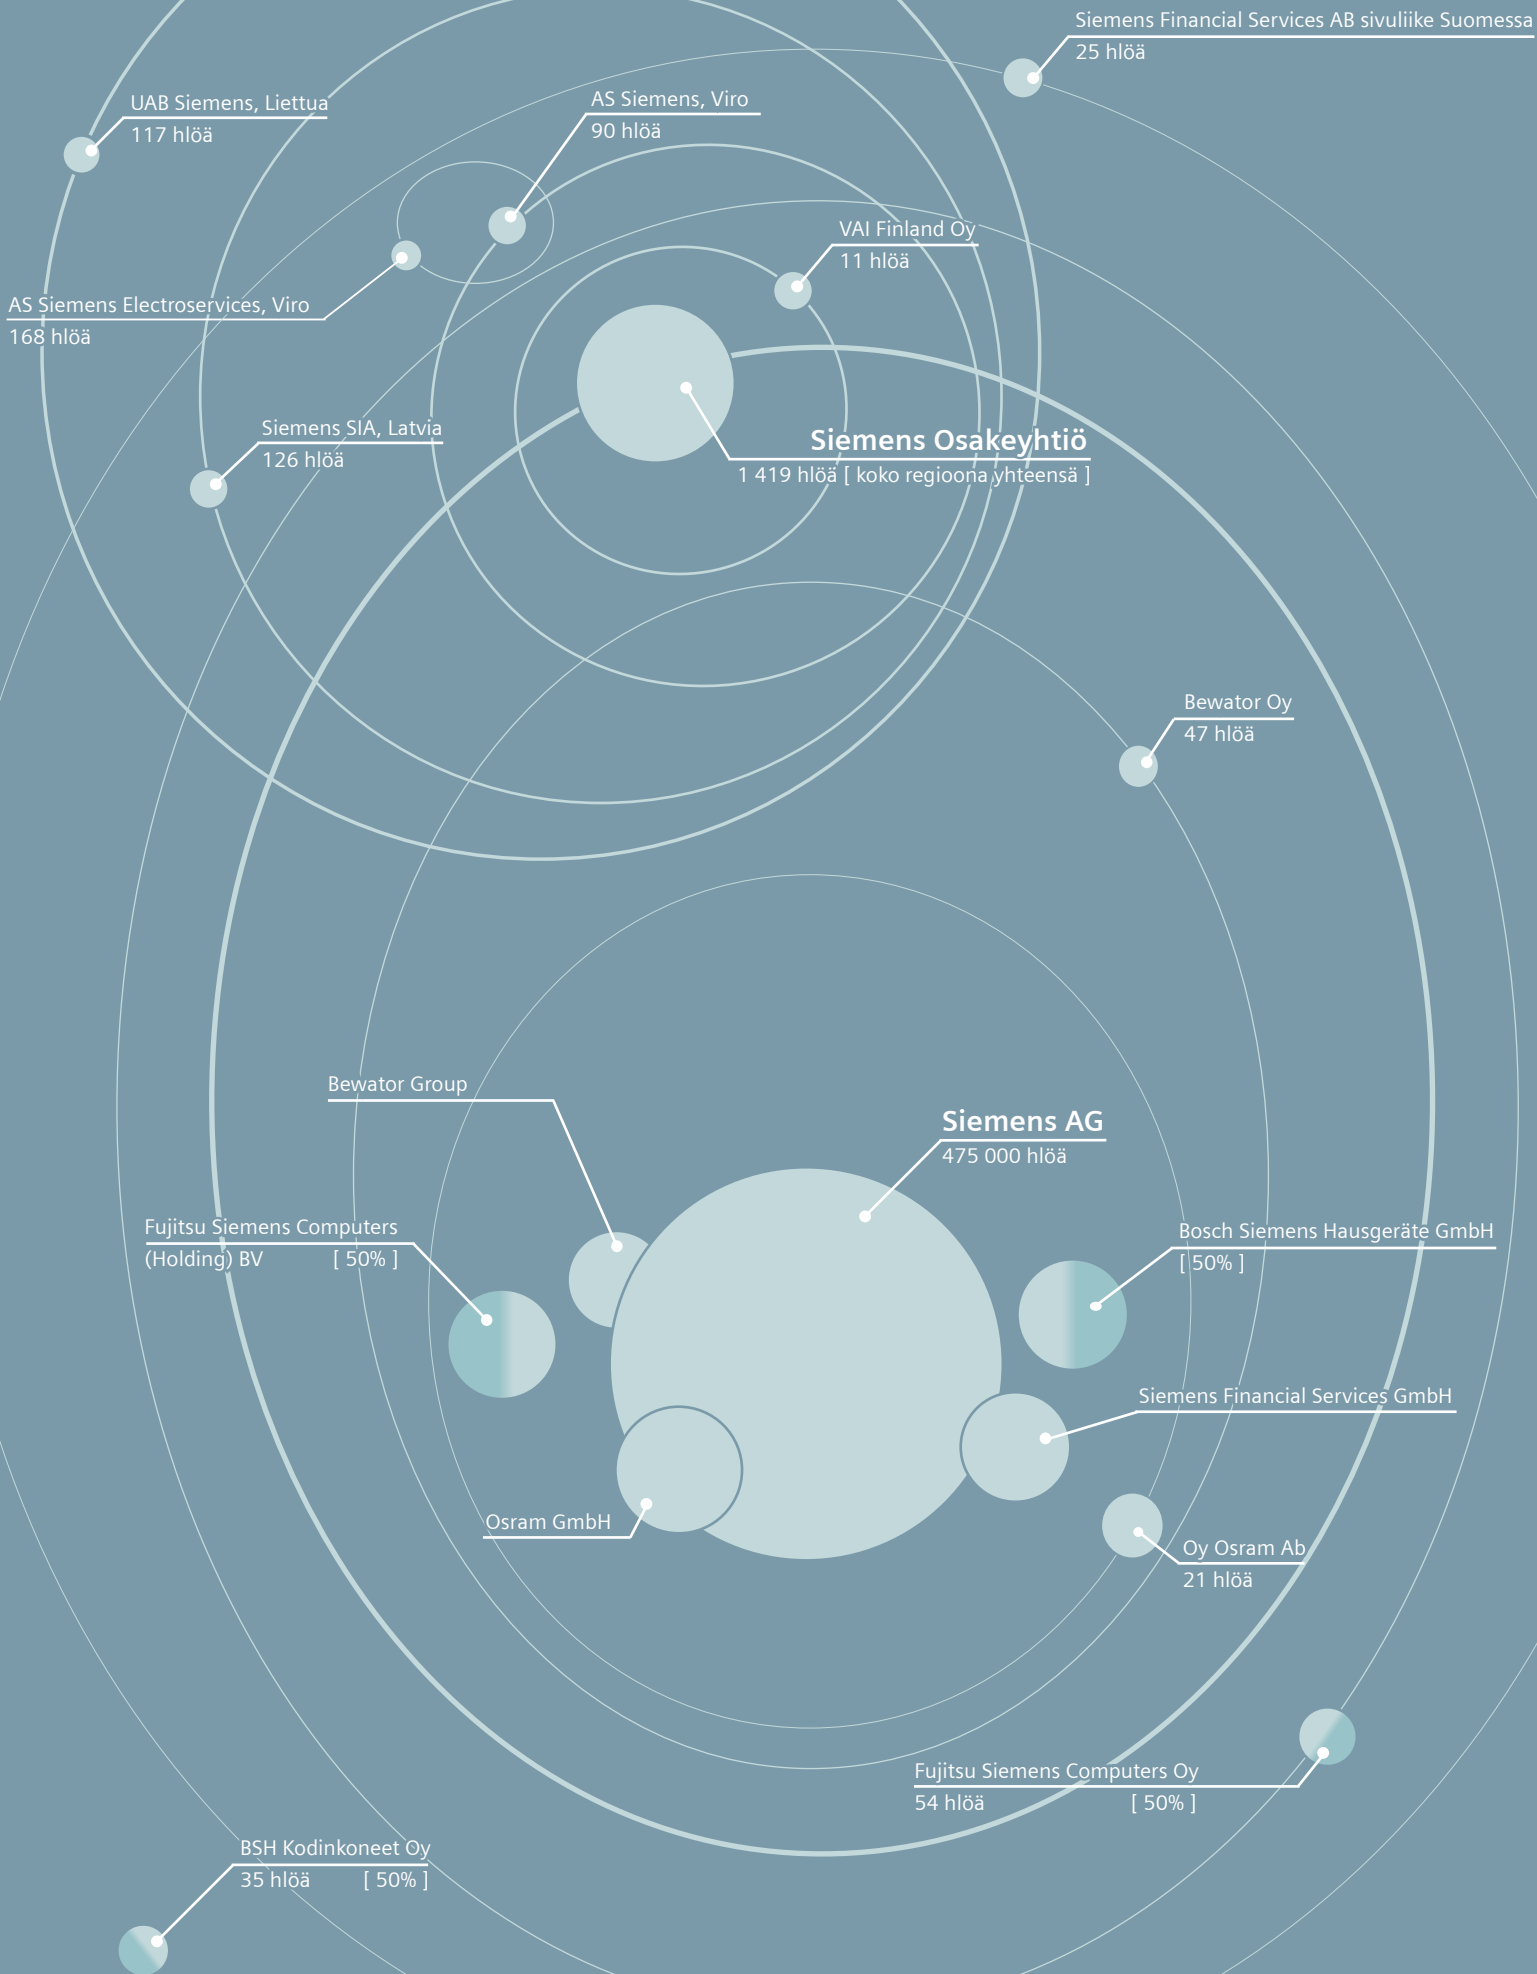 Siemens Financial Services AB sivuliike Suomessa
25 hlöä
UAB Siemens, Liettua
117 hlöä
AS Siemens, Viro
90 hlöä
VAI Finland Oy
11 hlöä
AS Siemens Electroservices, Viro
168 hlöä
Siemens SIA, Latvia
126 hlöä
Siemens Osakeyhtiö
1 419 hlöä [ koko regioona yhteensä ]
Bewator Oy
47 hlöä
Bewator Group
Siemens AG
475 000 hlöä
Fujitsu Siemens Computers
(Holding) BV [ 50% ]
Bosch Siemens Hausgeräte GmbH
[ 50% ]
Siemens Financial Services GmbH
Osram GmbH
Oy Osram Ab
21 hlöä
Fujitsu Siemens Computers Oy
54 hlöä [ 50% ]
BSH Kodinkoneet Oy
35 hlöä [ 50% ]